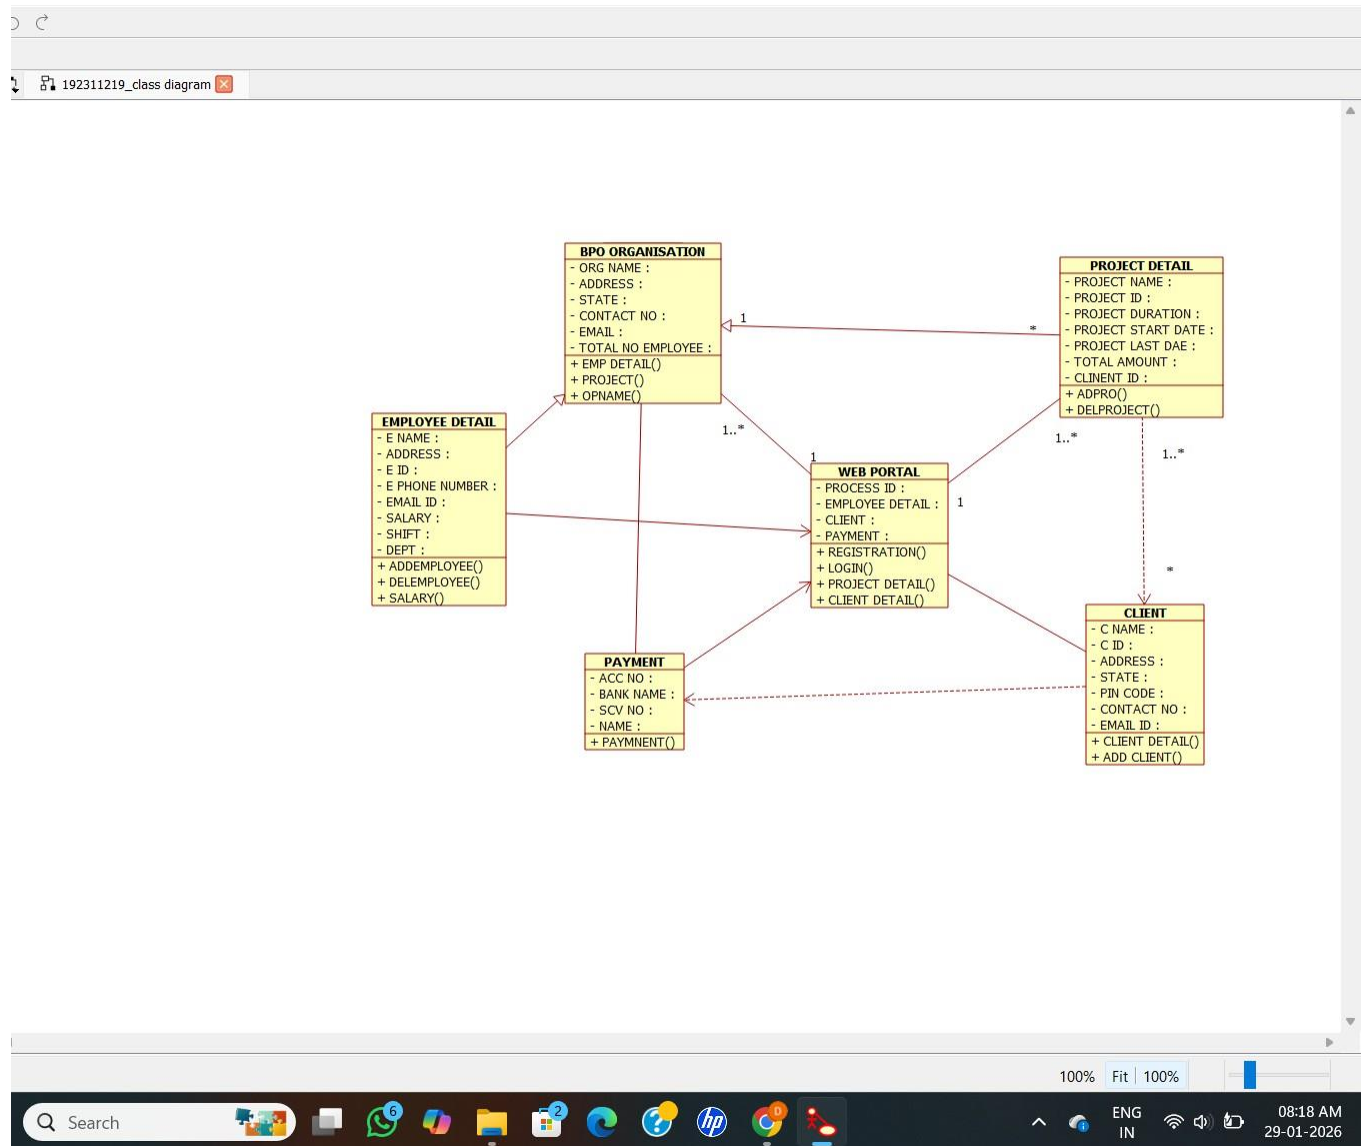 192311219_class diagram
BPO ORGANISATION
- ORG NAME :
- ADDRESS :
- STATE :
- CONTACT NO :
- EMAIL :
- TOTAL NO EMPLOYEE :
+ EMP DETAIL()
+ PROJECT()
+ OPNAME()
1
*
PROJECT DETAIL
- PROJECT NAME :
- PROJECT ID :
- PROJECT DURATION :
- PROJECT START DATE :
- PROJECT LAST DAE :
- TOTAL AMOUNT :
- CLINENT ID :
+ ADPRO()
+ DELPROJECT()
EMPLOYEE DETAIL
- E NAME :
- ADDRESS :
- E ID :
- E PHONE NUMBER :
- EMAIL ID :
- SALARY :
- SHIFT :
- DEPT :
+ ADDEMPLOYEE()
+ DELEMPLOYEE()
+ SALARY()
1..*
1
1..*
1
1..*
*
WEB PORTAL
- PROCESS ID :
- EMPLOYEE DETAIL :
- CLIENT :
- PAYMENT :
+ REGISTRATION()
+ LOGIN()
+ PROJECT DETAIL()
+ CLIENT DETAIL()
PAYMENT
- ACC NO :
- BANK NAME :
- SCV NO :
- NAME :
+ PAYMNENT()
CLIENT
- C NAME :
- C ID :
- ADDRESS :
- STATE :
- PIN CODE :
- CONTACT NO :
- EMAIL ID :
+ CLIENT DETAIL()
+ ADD CLIENT()
100% Fit 100%
Search
6
2
hp
D
ENG
IN
08:18 AM
29-01-2026